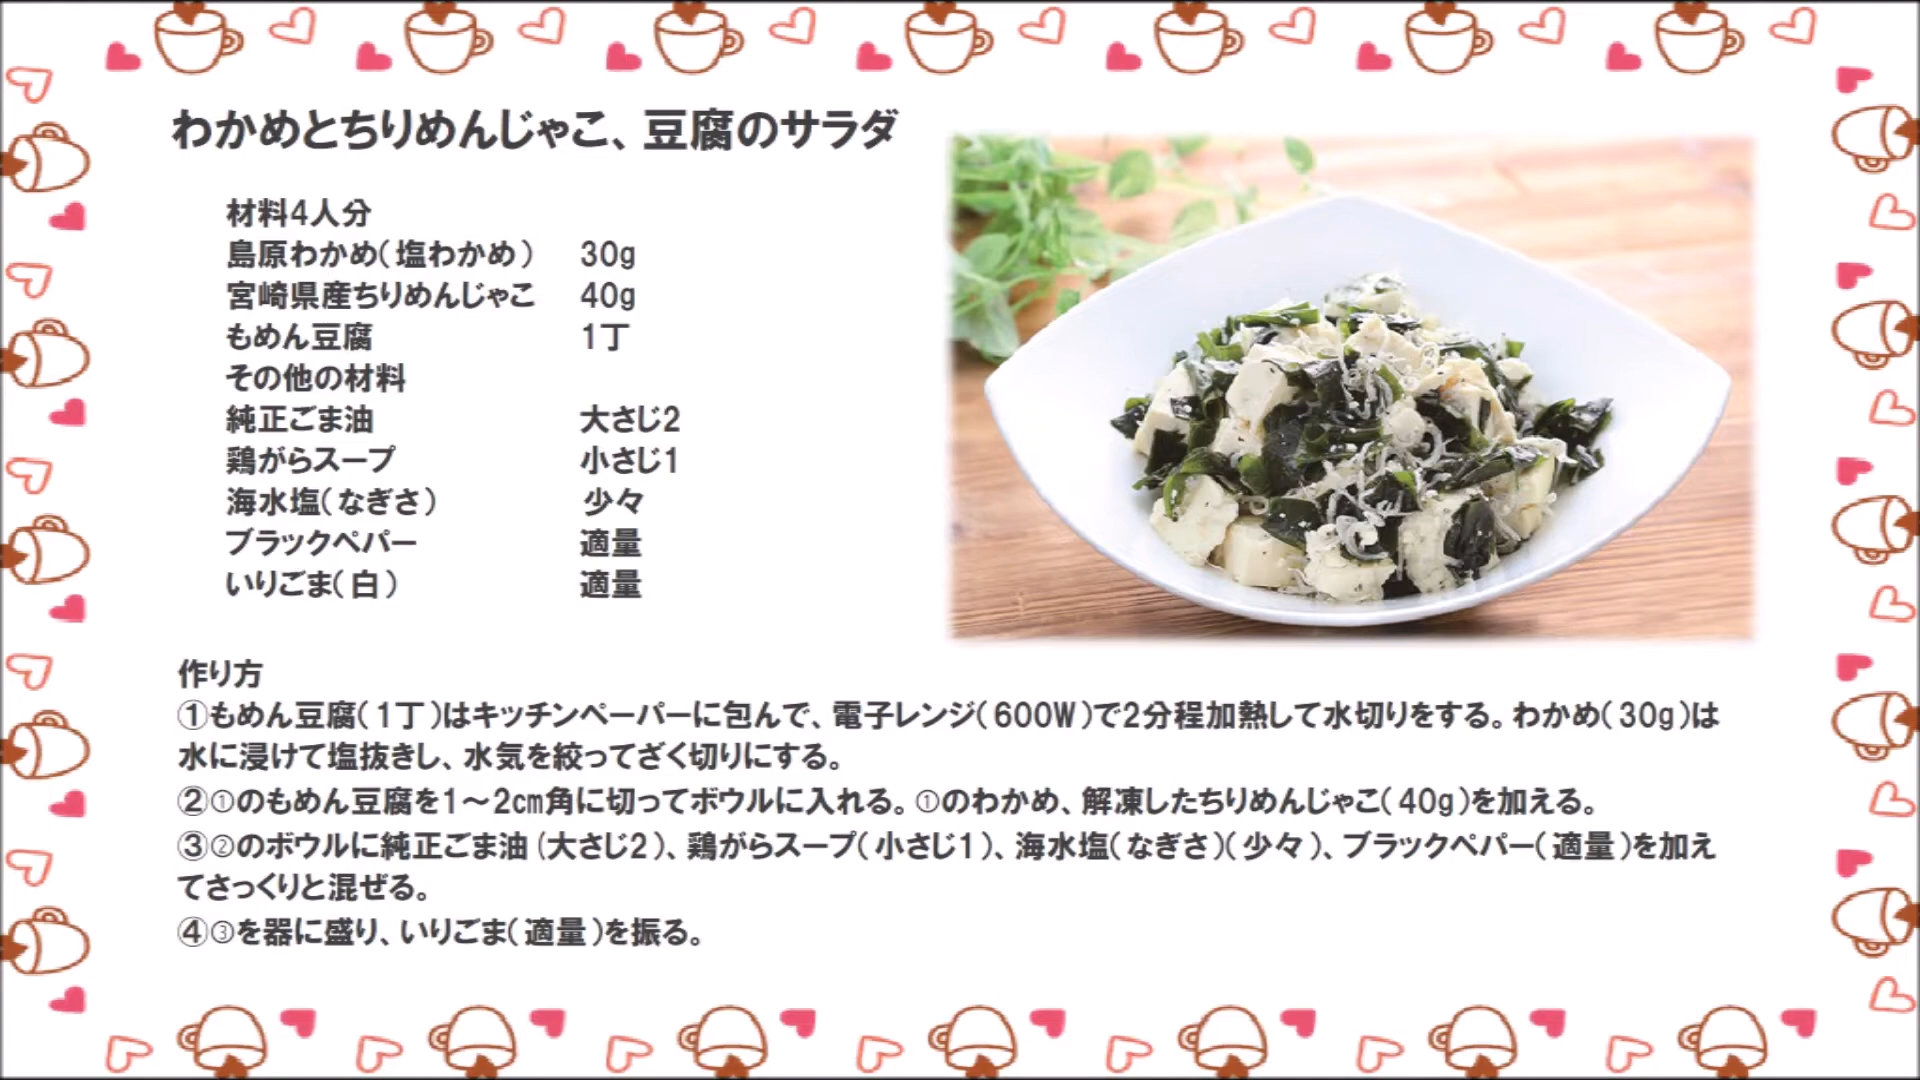 わかめとちりめんじゃこ、豆腐のサラダ
材料4人分
島原わかめ(塩わかめ) 30g
宮崎県産ちりめんじゃこ 40g
もめん豆腐 1丁
その他の材料
純正ごま油 大さじ2
鶏がらスープ 小さじ1
海水塩(なぎさ) 少々
ブラックペパー 適量
いりごま(白) 適量
作り方
①もめん豆腐(1丁)はキッチンペーパーに包んで、電子レンジ(600W)で2分程加熱して水切りをする。わかめ(30g)は
水に浸けて塩抜きし、水気を絞ってざく切りにする。
②①のもめん豆腐を1～2㎝角に切ってボウルに入れる。①のわかめ、解凍したちりめんじゃこ(40g)を加える。
③②のボウルに純正ごま油(大さじ2)、鶏がらスープ(小さじ1)、海水塩(なぎさ)(少々)、ブラックペパー(適量)を加え
てさっくりと混ぜる。
④③を器に盛り、いりごま(適量)を振る。